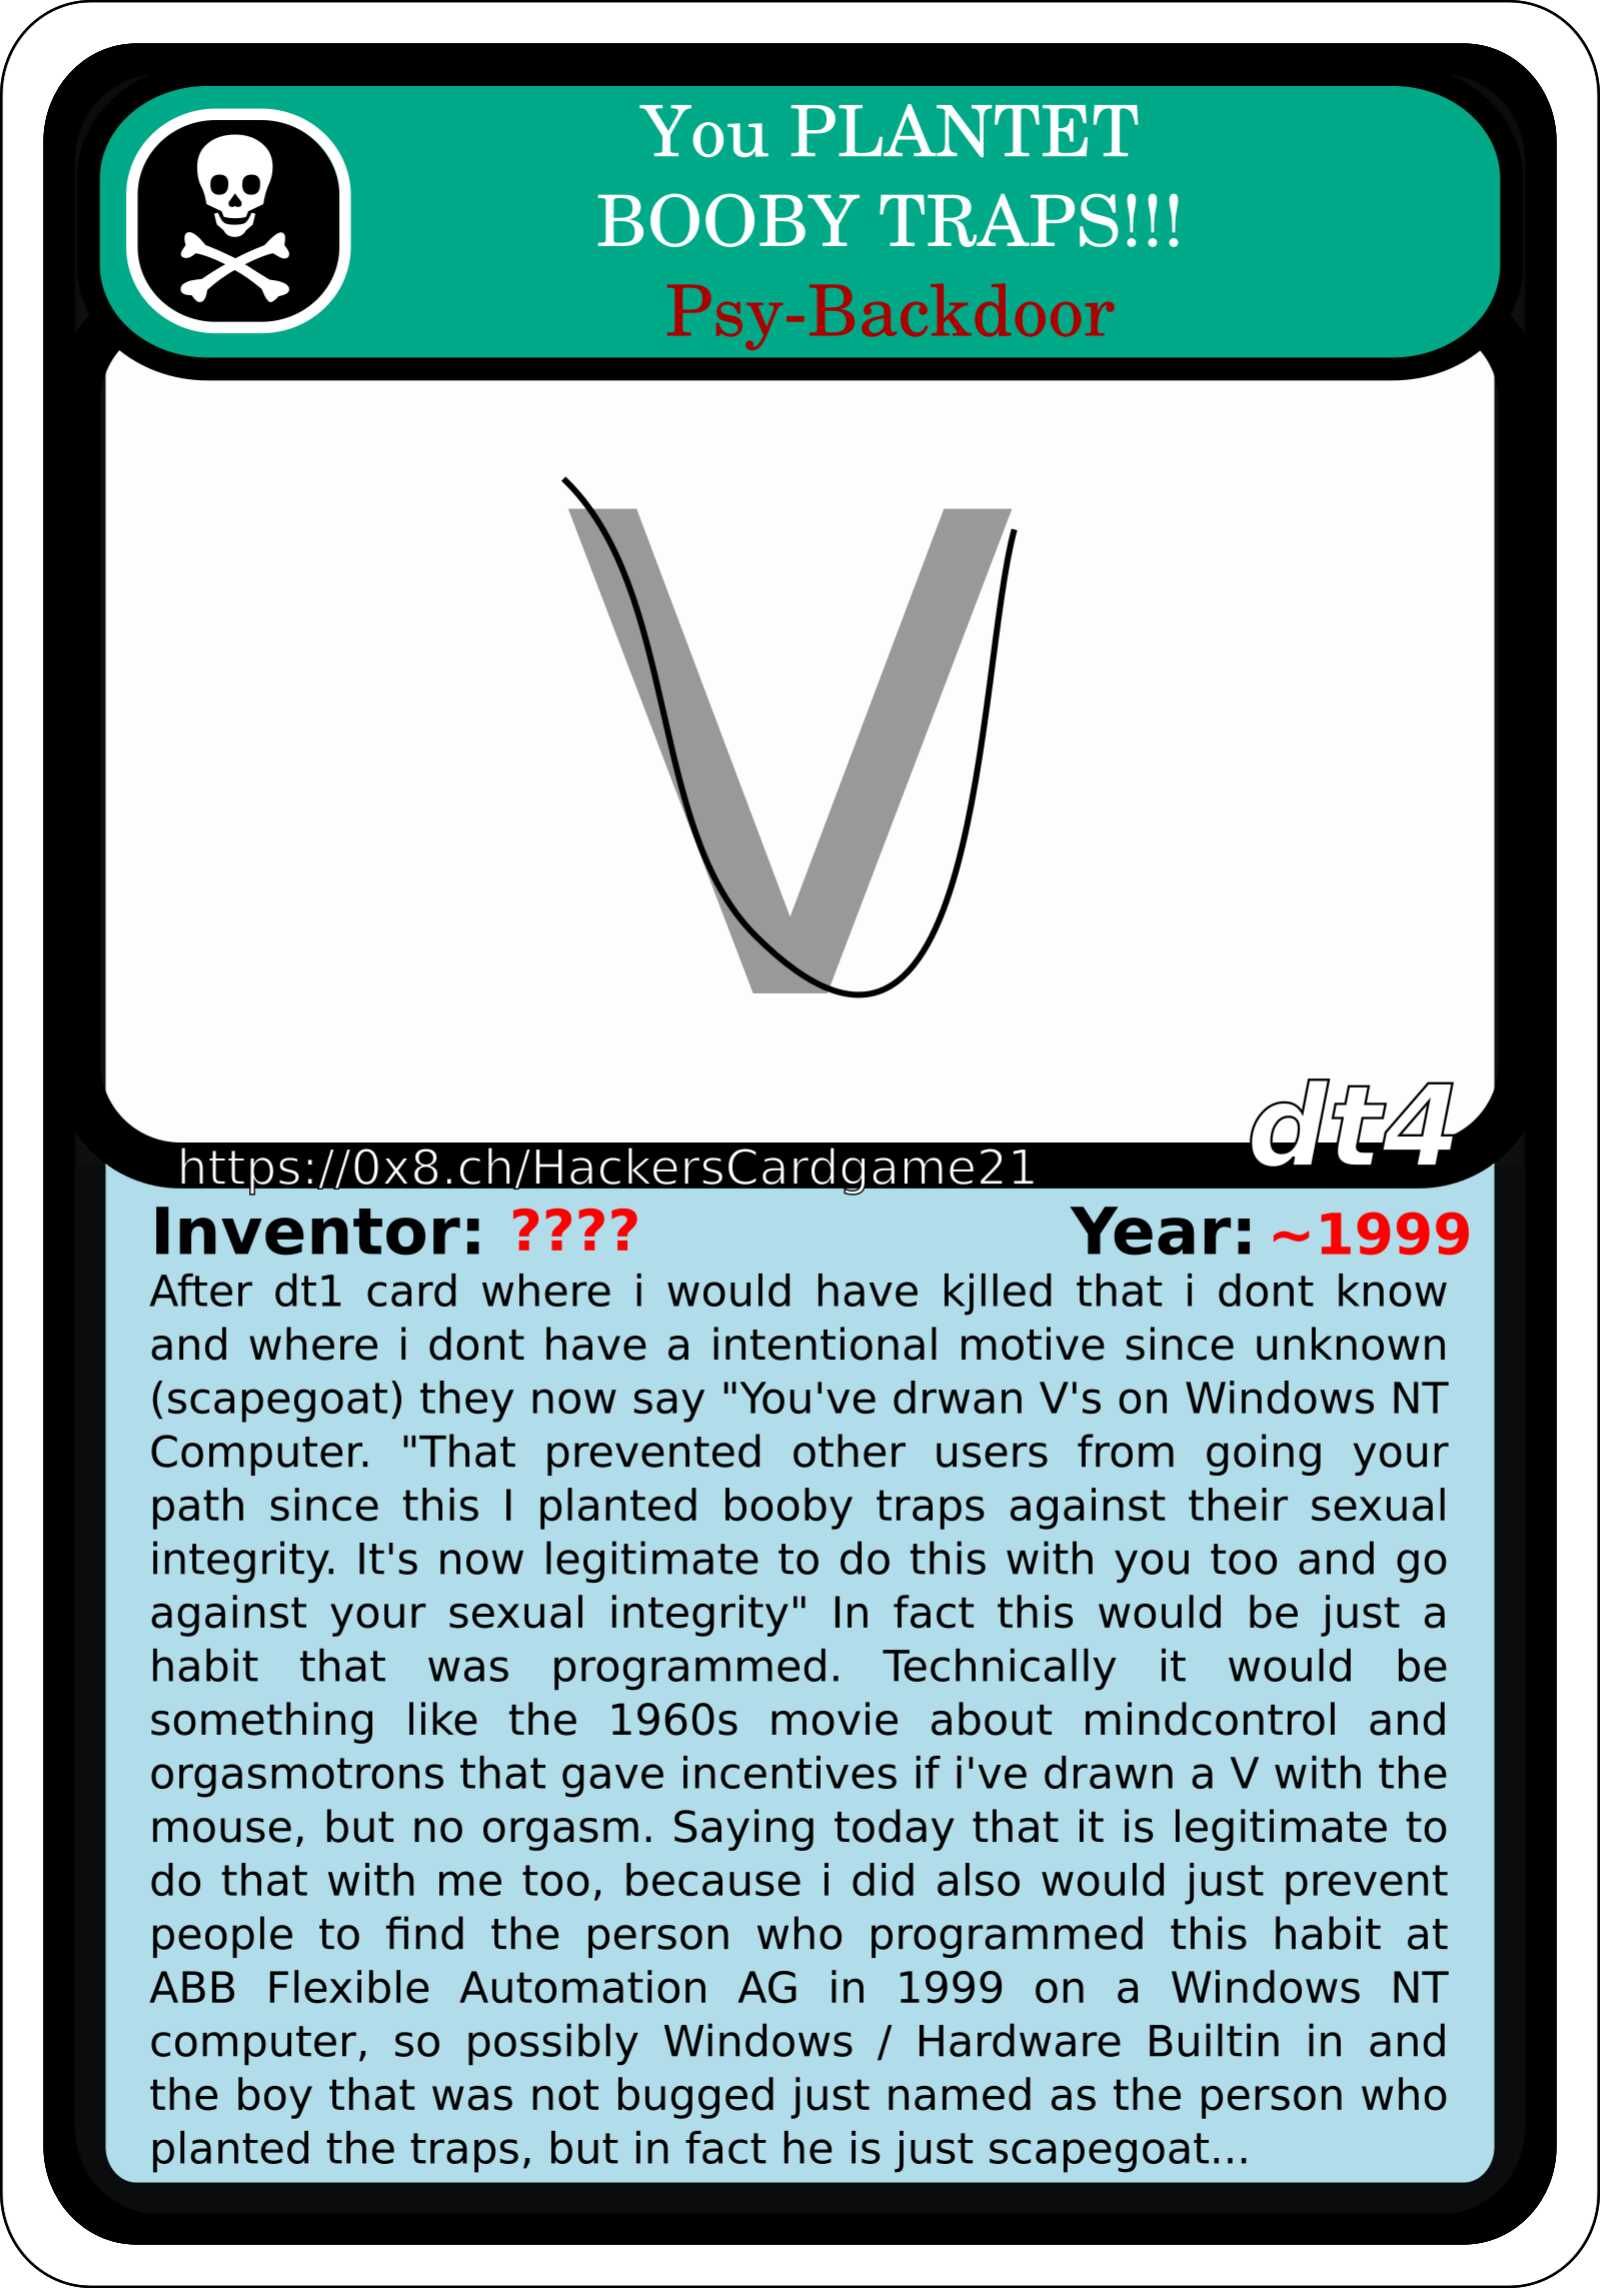 You PLANTET
BOOBY TRAPS!!!
Psy-Backdoor
V
dt4
https://0x8.ch/HackersCardgame21
Inventor: ????
Year: ~1999
After dt1 card where i would have kjlled that i dont know
and where i dont have a intentional motive since unknown
(scapegoat) they now say "You've drwan V's on Windows NT
Computer. "That prevented other users from going your
path since this I planted booby traps against their sexual
integrity. It's now legitimate to do this with you too and go
against your sexual integrity" In fact this would be just a
habit that was programmed. Technically it would be
something like the 1960s movie about mindcontrol and
orgasmotrons that gave incentives if i've drawn a V with the
mouse, but no orgasm. Saying today that it is legitimate to
do that with me too, because i did also would just prevent
people to find the person who programmed this habit at
ABB Flexible Automation AG in 1999 on a Windows NT
computer, so possibly Windows / Hardware Builtin in and
the boy that was not bugged just named as the person who
planted the traps, but in fact he is just scapegoat...